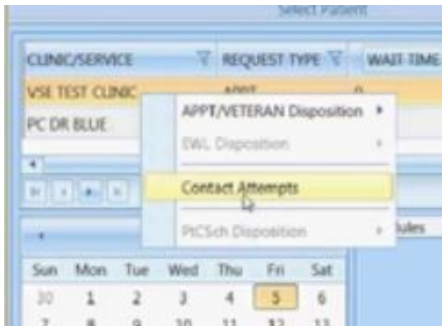 Select Patient
CLINIC/SERVICE REQUEST TYPE WAIT TIME
VSE TEST CLINIC APPT 0
PC DR BLUE
APPT/VETERAN Disposition
EWL Disposition
Contact Attempts
PtCSch Disposition
Sun Mon Tue Wed Thu Fri Sat
30 1 2 3 4 5 6
7 8 9 10 11 12 13